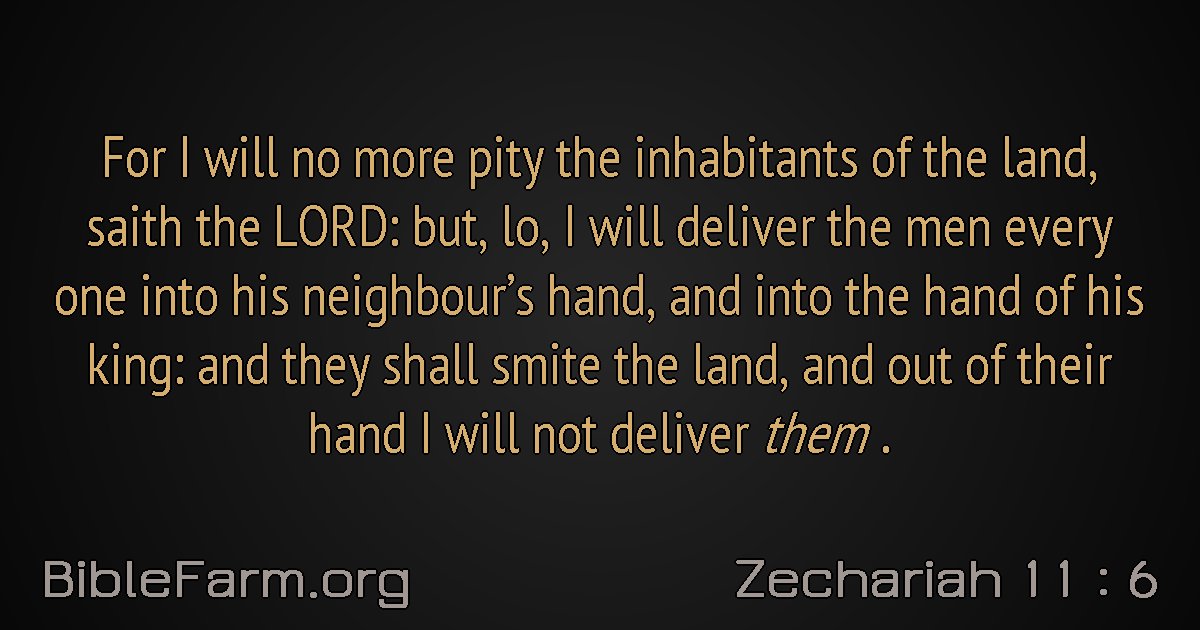 For I will no more pity the inhabitants of the land,
saith the LORD: but, lo, I will deliver the men every
one into his neighbour’s hand, and into the hand of his
king: and they shall smite the land, and out of their
hand I will not deliver them .
BibleFarm.org
Zechariah 11 : 6